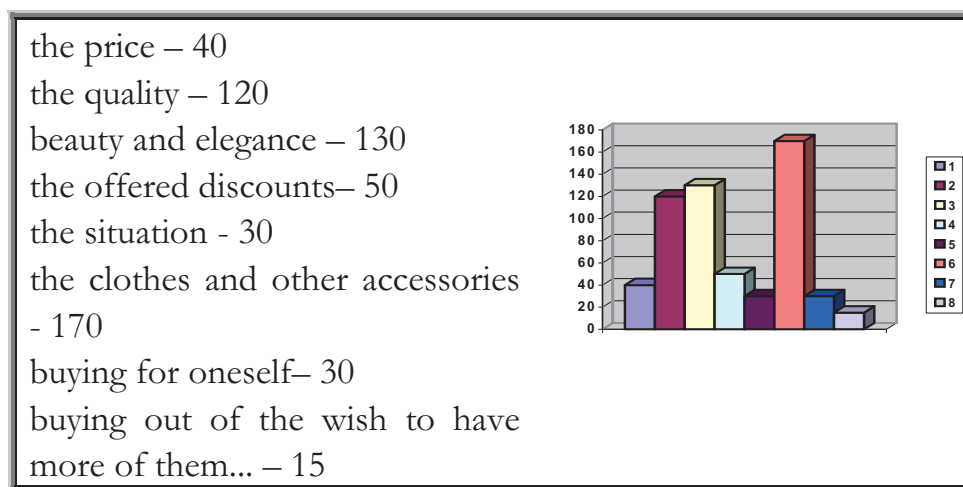 the price – 40
the quality – 120
beauty and elegance – 130
the offered discounts– 50
the situation - 30
the clothes and other accessories
- 170
buying for oneself– 30
buying out of the wish to have
more of them... – 15
180
160
140
120
100
80
60
40
20
0
1
2
3
4
5
6
7
8